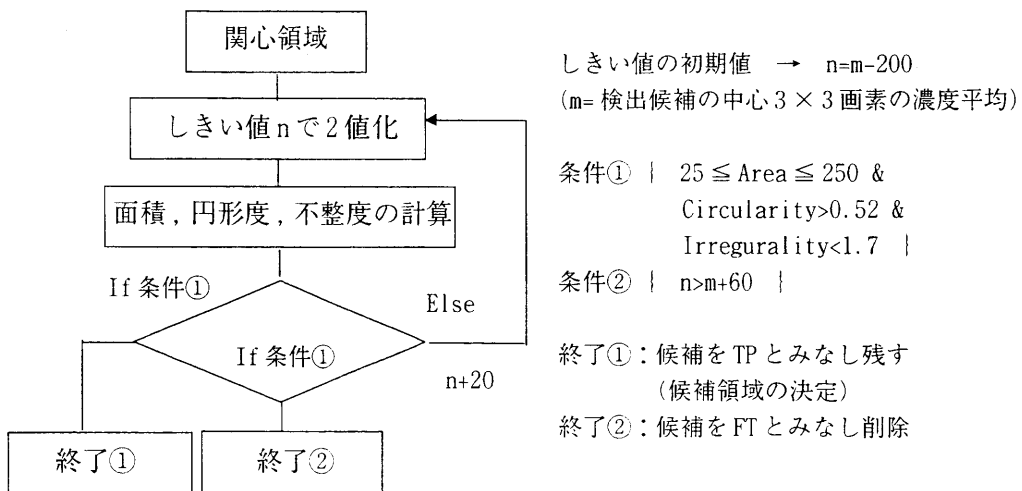 関心領域
しきい値nで2値化
面積,円形度,不整度の計算
If 条件①
Else
If 条件①
n+20
終了①
終了②
しきい値の初期値 → n=m-200
(m=検出候補の中心3×3画素の濃度平均)
条件① { 25≦Area≦250 &
Circularity>0.52 &
Irregurality<1.7 }
条件② { n>m+60 }
終了①:候補をTPとみなし残す
(候補領域の決定)
終了②:候補をFTとみなし削除